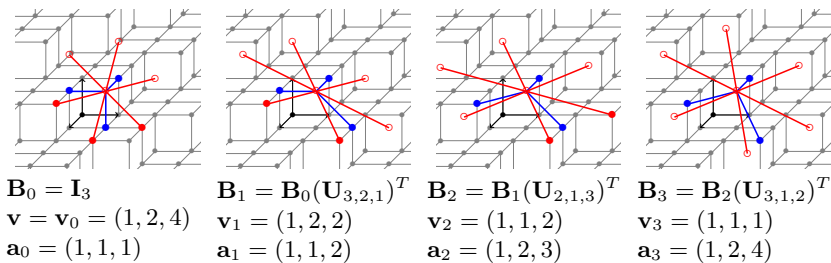 B₀ = I₃
v = v₀ = (1, 2, 4)
a₀ = (1, 1, 1)
B₁ = B₀(U₃,₂,₁)ᵀ
v₁ = (1, 2, 2)
a₁ = (1, 1, 2)
B₂ = B₁(U₂,₁,₃)ᵀ
v₂ = (1, 1, 2)
a₂ = (1, 2, 3)
B₃ = B₂(U₃,₁,₂)ᵀ
v₃ = (1, 1, 1)
a₃ = (1, 2, 4)